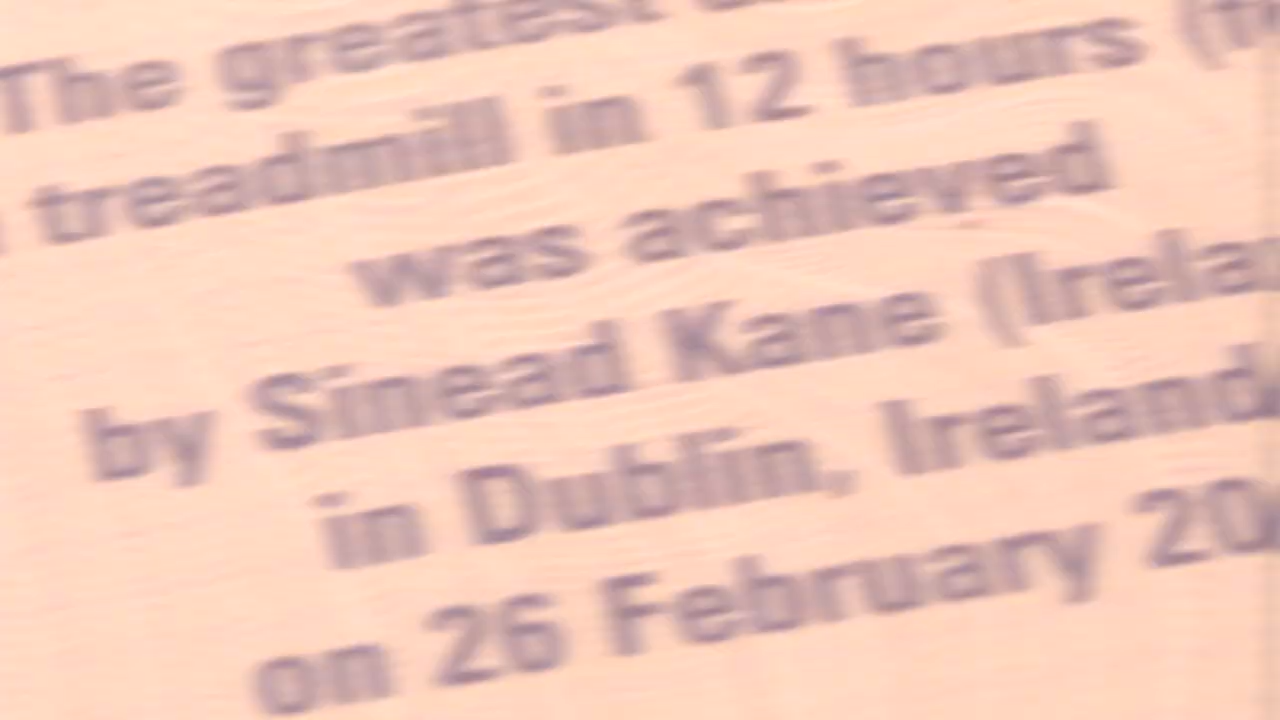 The greatest
treadmill in 12 hours
was achieved
by Sinead Kane (Irela
in Dublin, Ireland
on 26 February 20